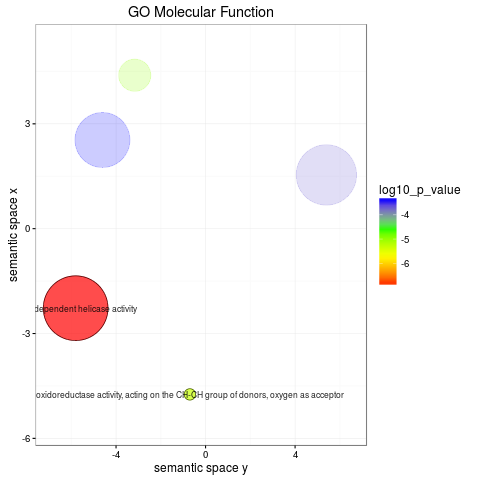 GO Molecular Function
semantic space x
3
0
-3
-6
dependent helicase activity
oxidoreductase activity, acting on the CH-CH group of donors, oxygen as acceptor
-4
0
4
semantic space y
log10_p_value
-4
-5
-6